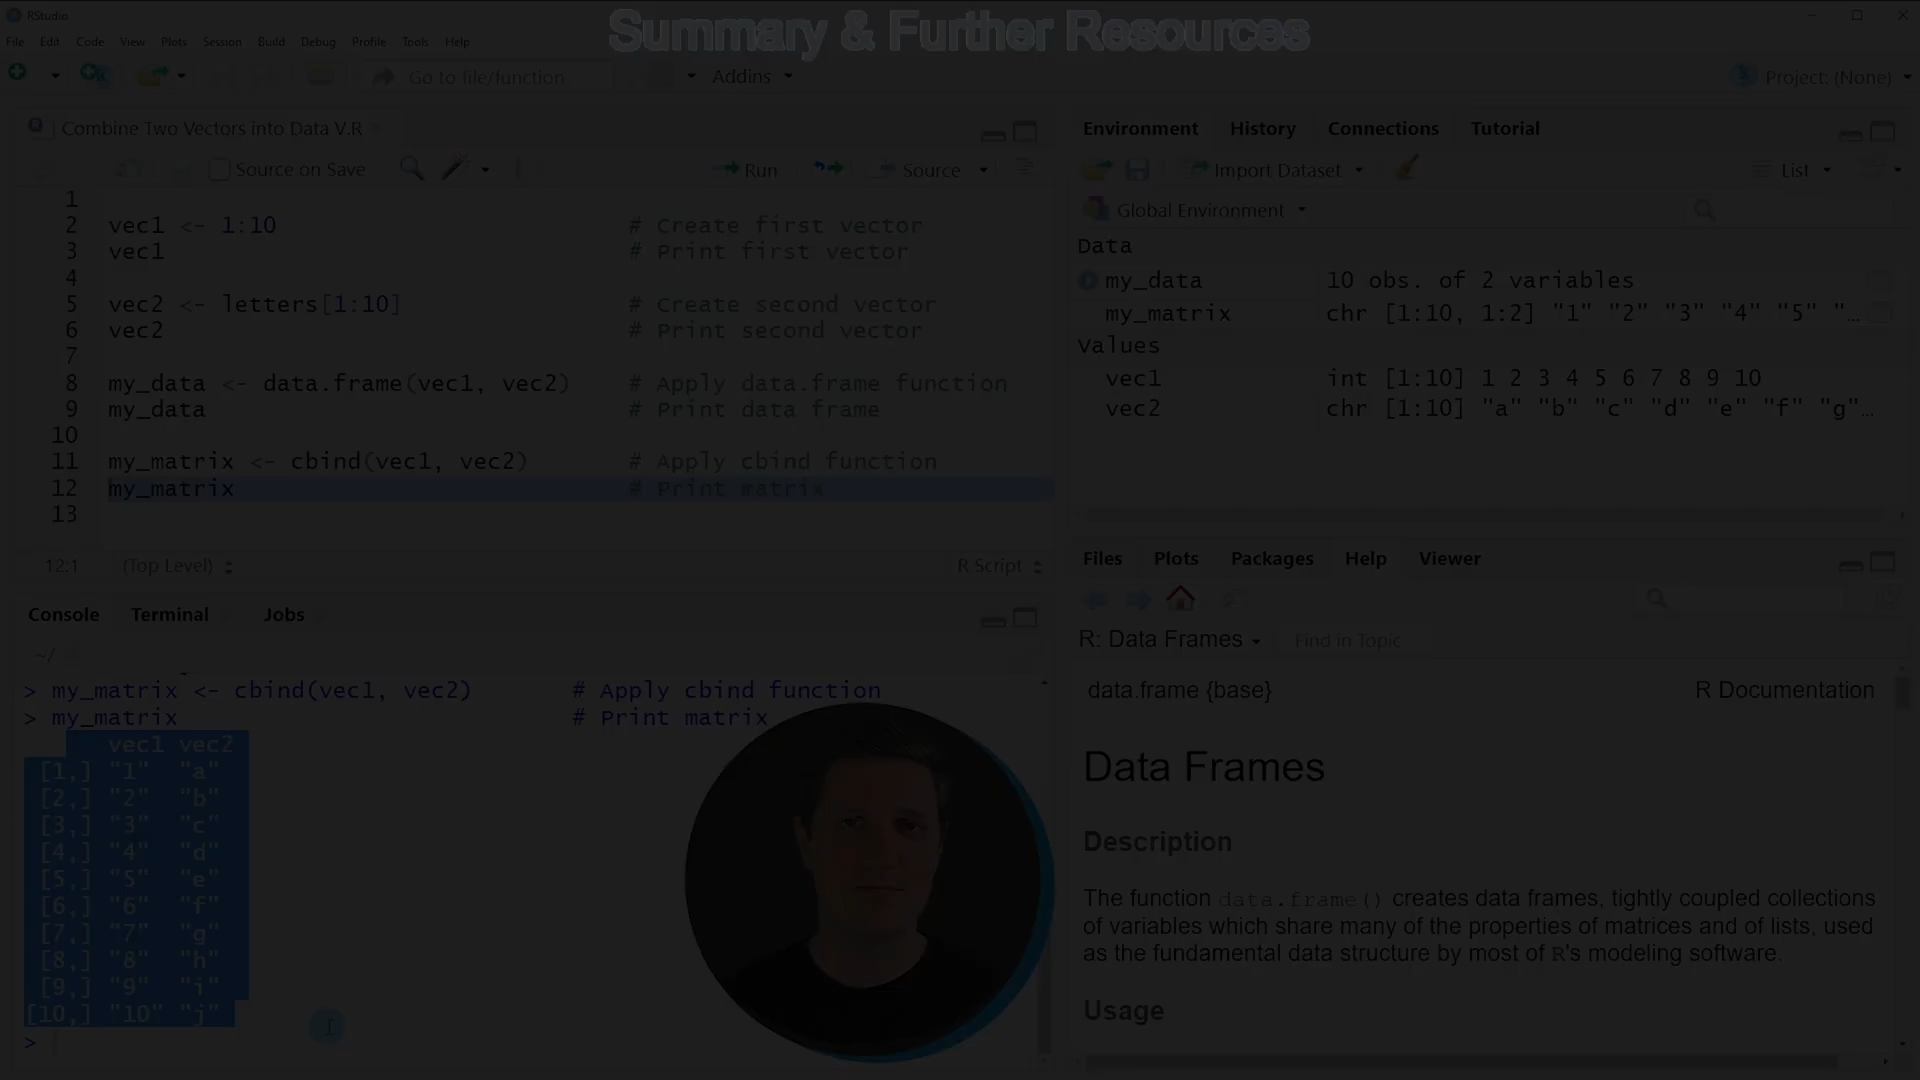 RStudio
Summary & Further Resources
File Edit Code View Plots Session Build Debug Profile Tools Help
Go to file/function
Addins
Project: (None)
Combine Two Vectors into Data V.R
Source on Save
Run
Source
1
2 vec1 <- 1:10 # Create first vector
3 vec1 # Print first vector
4
5 vec2 <- letters[1:10] # Create second vector
6 vec2 # Print second vector
7
8 my_data <- data.frame(vec1, vec2) # Apply data.frame function
9 my_data # Print data frame
10
11 my_matrix <- cbind(vec1, vec2) # Apply cbind function
12 my_matrix # Print matrix
13
12:1 (Top Level) R Script
Console Terminal Jobs
~/
> my_matrix <- cbind(vec1, vec2) # Apply cbind function
> my_matrix # Print matrix
vec1 vec2
[1,] "1" "a"
[2,] "2" "b"
[3,] "3" "c"
[4,] "4" "d"
[5,] "5" "e"
[6,] "6" "f"
[7,] "7" "g"
[8,] "8" "h"
[9,] "9" "i"
[10,] "10" "j"
>
Environment History Connections Tutorial
Import Dataset
List
Global Environment
Data
my_data 10 obs. of 2 variables
my_matrix chr [1:10, 1:2] "1" "2" "3" "4" "5" "…
Values
vec1 int [1:10] 1 2 3 4 5 6 7 8 9 10
vec2 chr [1:10] "a" "b" "c" "d" "e" "f" "g"…
Files Plots Packages Help Viewer
R: Data Frames
Find in Topic
data.frame {base} R Documentation
Data Frames
Description
The function data.frame() creates data frames, tightly coupled collections
of variables which share many of the properties of matrices and of lists, used
as the fundamental data structure by most of R's modeling software.
Usage